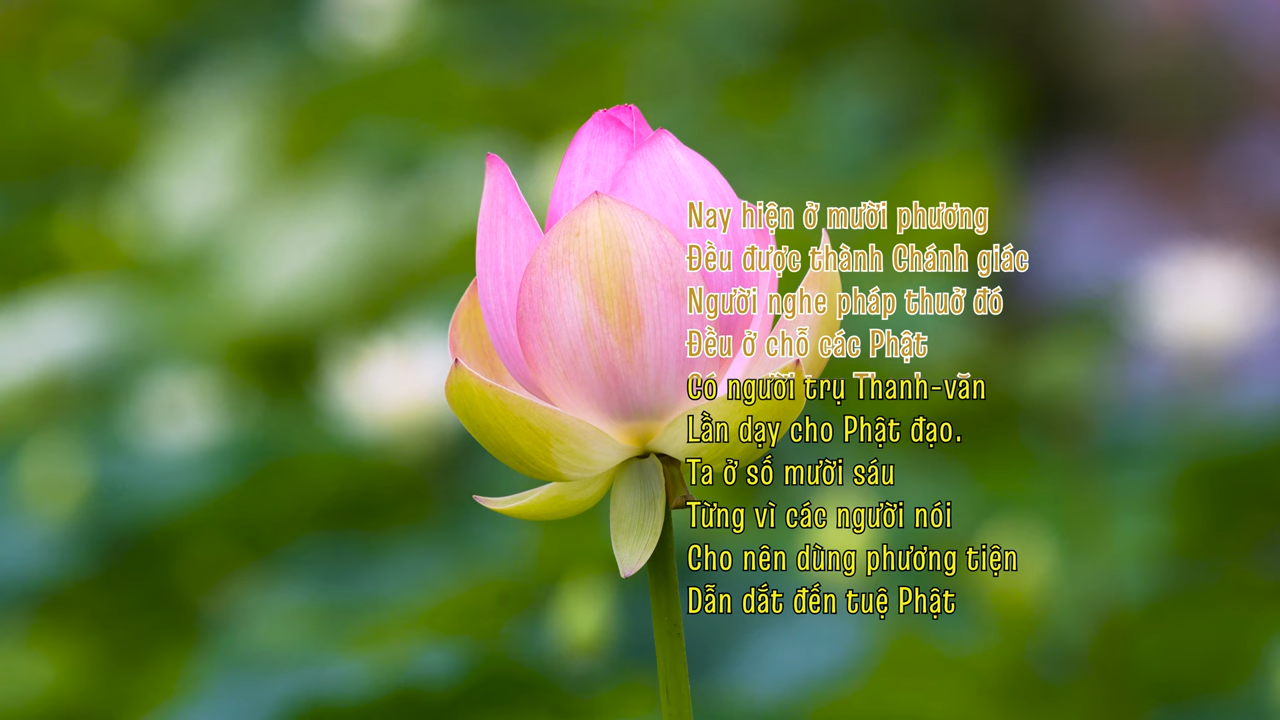 Nay hiện ở mười phương
Đều được thành Chánh giác
Người nghe pháp thuở đó
Đều ở chỗ các Phật
Có người trụ Thanh-văn
Lần dạy cho Phật đạo.
Ta ở số mười sáu
Từng vì các người nói
Cho nên dùng phương tiện
Dẫn dắt đến tuệ Phật